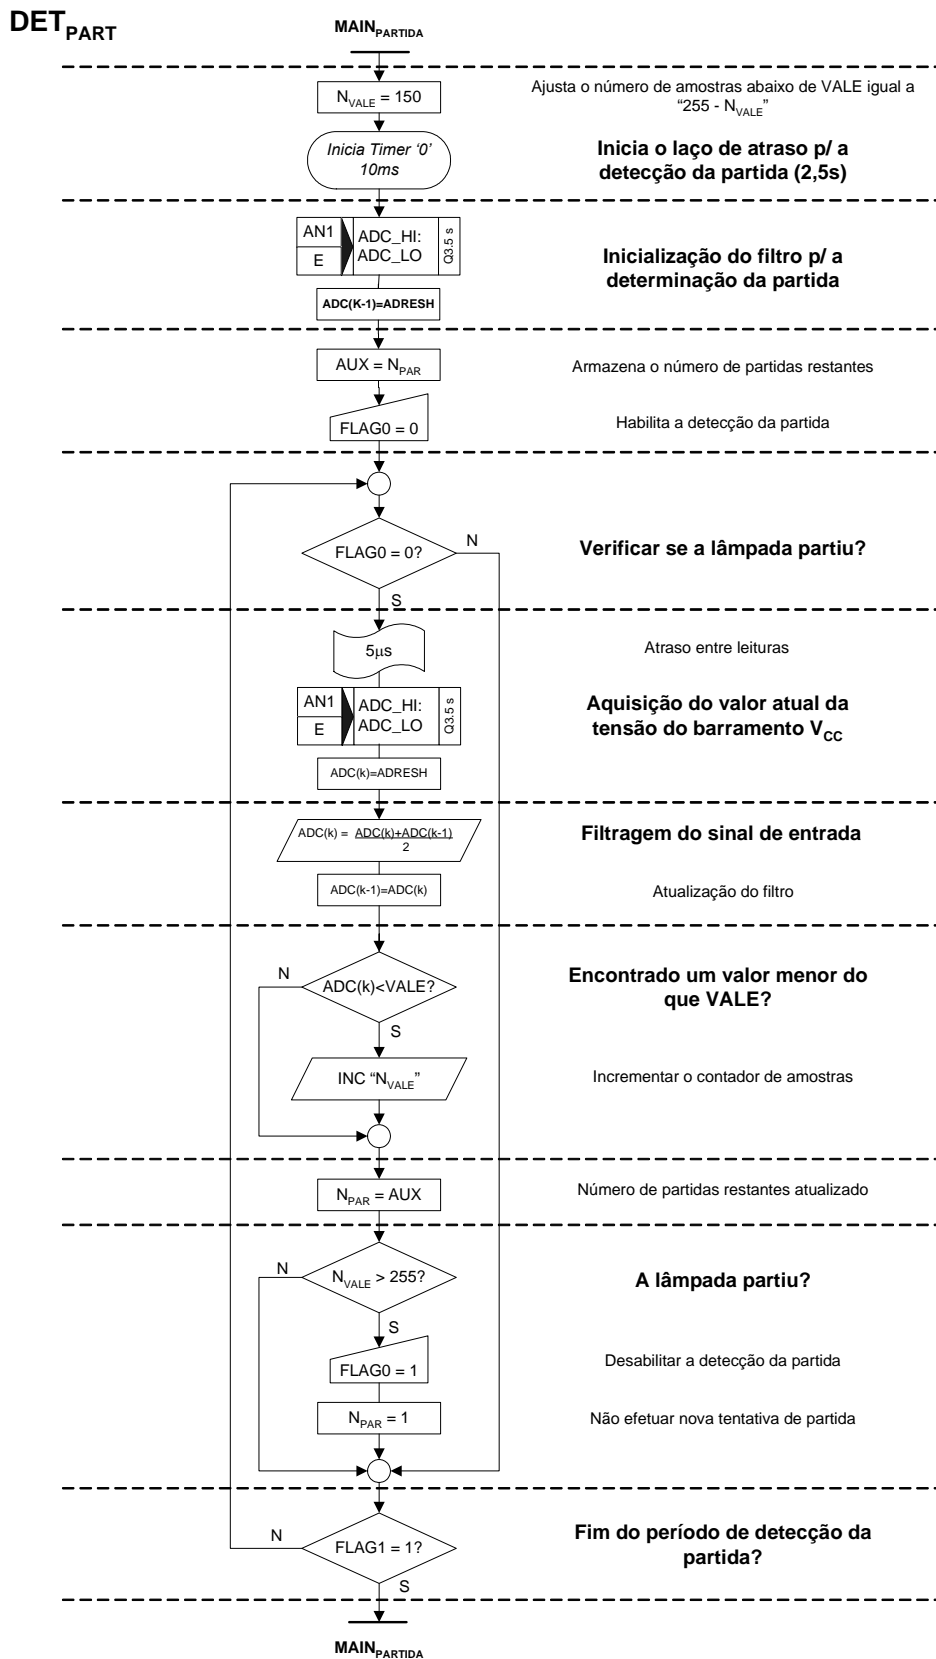 DETPART
MAINPARTIDA
NVALE = 150
Ajusta o número de amostras abaixo de VALE igual a
“255 - NVALE”
Inicia Timer ‘0’
10ms
Inicia o laço de atraso p/ a
detecção da partida (2,5s)
AN1
E
ADC_HI:
ADC_LO
Q3.5 s
Inicialização do filtro p/ a
determinação da partida
ADC(K-1)=ADRESH
AUX = NPAR
Armazena o número de partidas restantes
FLAG0 = 0
Habilita a detecção da partida
FLAG0 = 0?
N
S
Verificar se a lâmpada partiu?
5µs
Atraso entre leituras
AN1
E
ADC_HI:
ADC_LO
Q3.5 s
Aquisição do valor atual da
tensão do barramento VCC
ADC(k)=ADRESH
ADC(k) = ADC(k)+ADC(k-1)
2
Filtragem do sinal de entrada
ADC(k-1)=ADC(k)
Atualização do filtro
N
ADC(k)<VALE?
S
Encontrado um valor menor do
que VALE?
INC “NVALE”
Incrementar o contador de amostras
NPAR = AUX
Número de partidas restantes atualizado
N
NVALE > 255?
S
A lâmpada partiu?
FLAG0 = 1
Desabilitar a detecção da partida
NPAR = 1
Não efetuar nova tentativa de partida
N
FLAG1 = 1?
S
Fim do período de detecção da
partida?
MAINPARTIDA